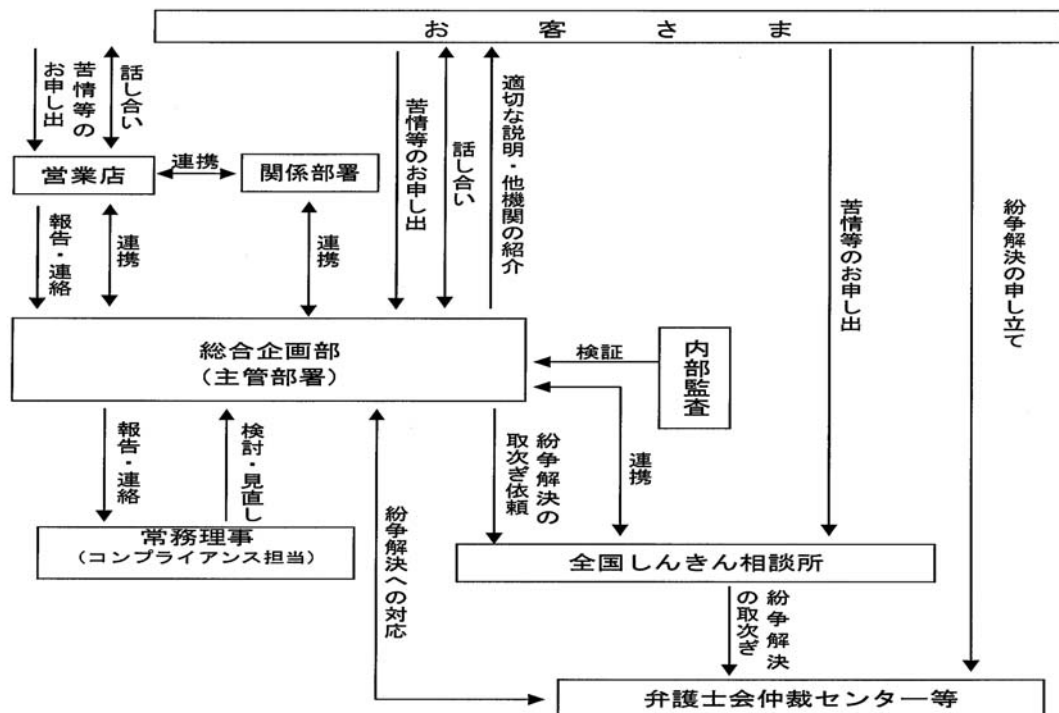 お客さま
苦情等の
お申し出
話し合い
苦情等のお申し出
話し合い
適切な説明・他機関の紹介
苦情等のお申し出
紛争解決の申し立て
営業店
連携
関係部署
報告・連絡
連携
連携
総合企画部
(主管部署)
検証
内部監査
報告・連絡
検討・見直し
紛争解決への対応
紛争解決の
取次ぎ依頼
連携
常務理事
(コンプライアンス担当)
全国しんきん相談所
紛争解決
の取次ぎ
弁護士会仲裁センター等